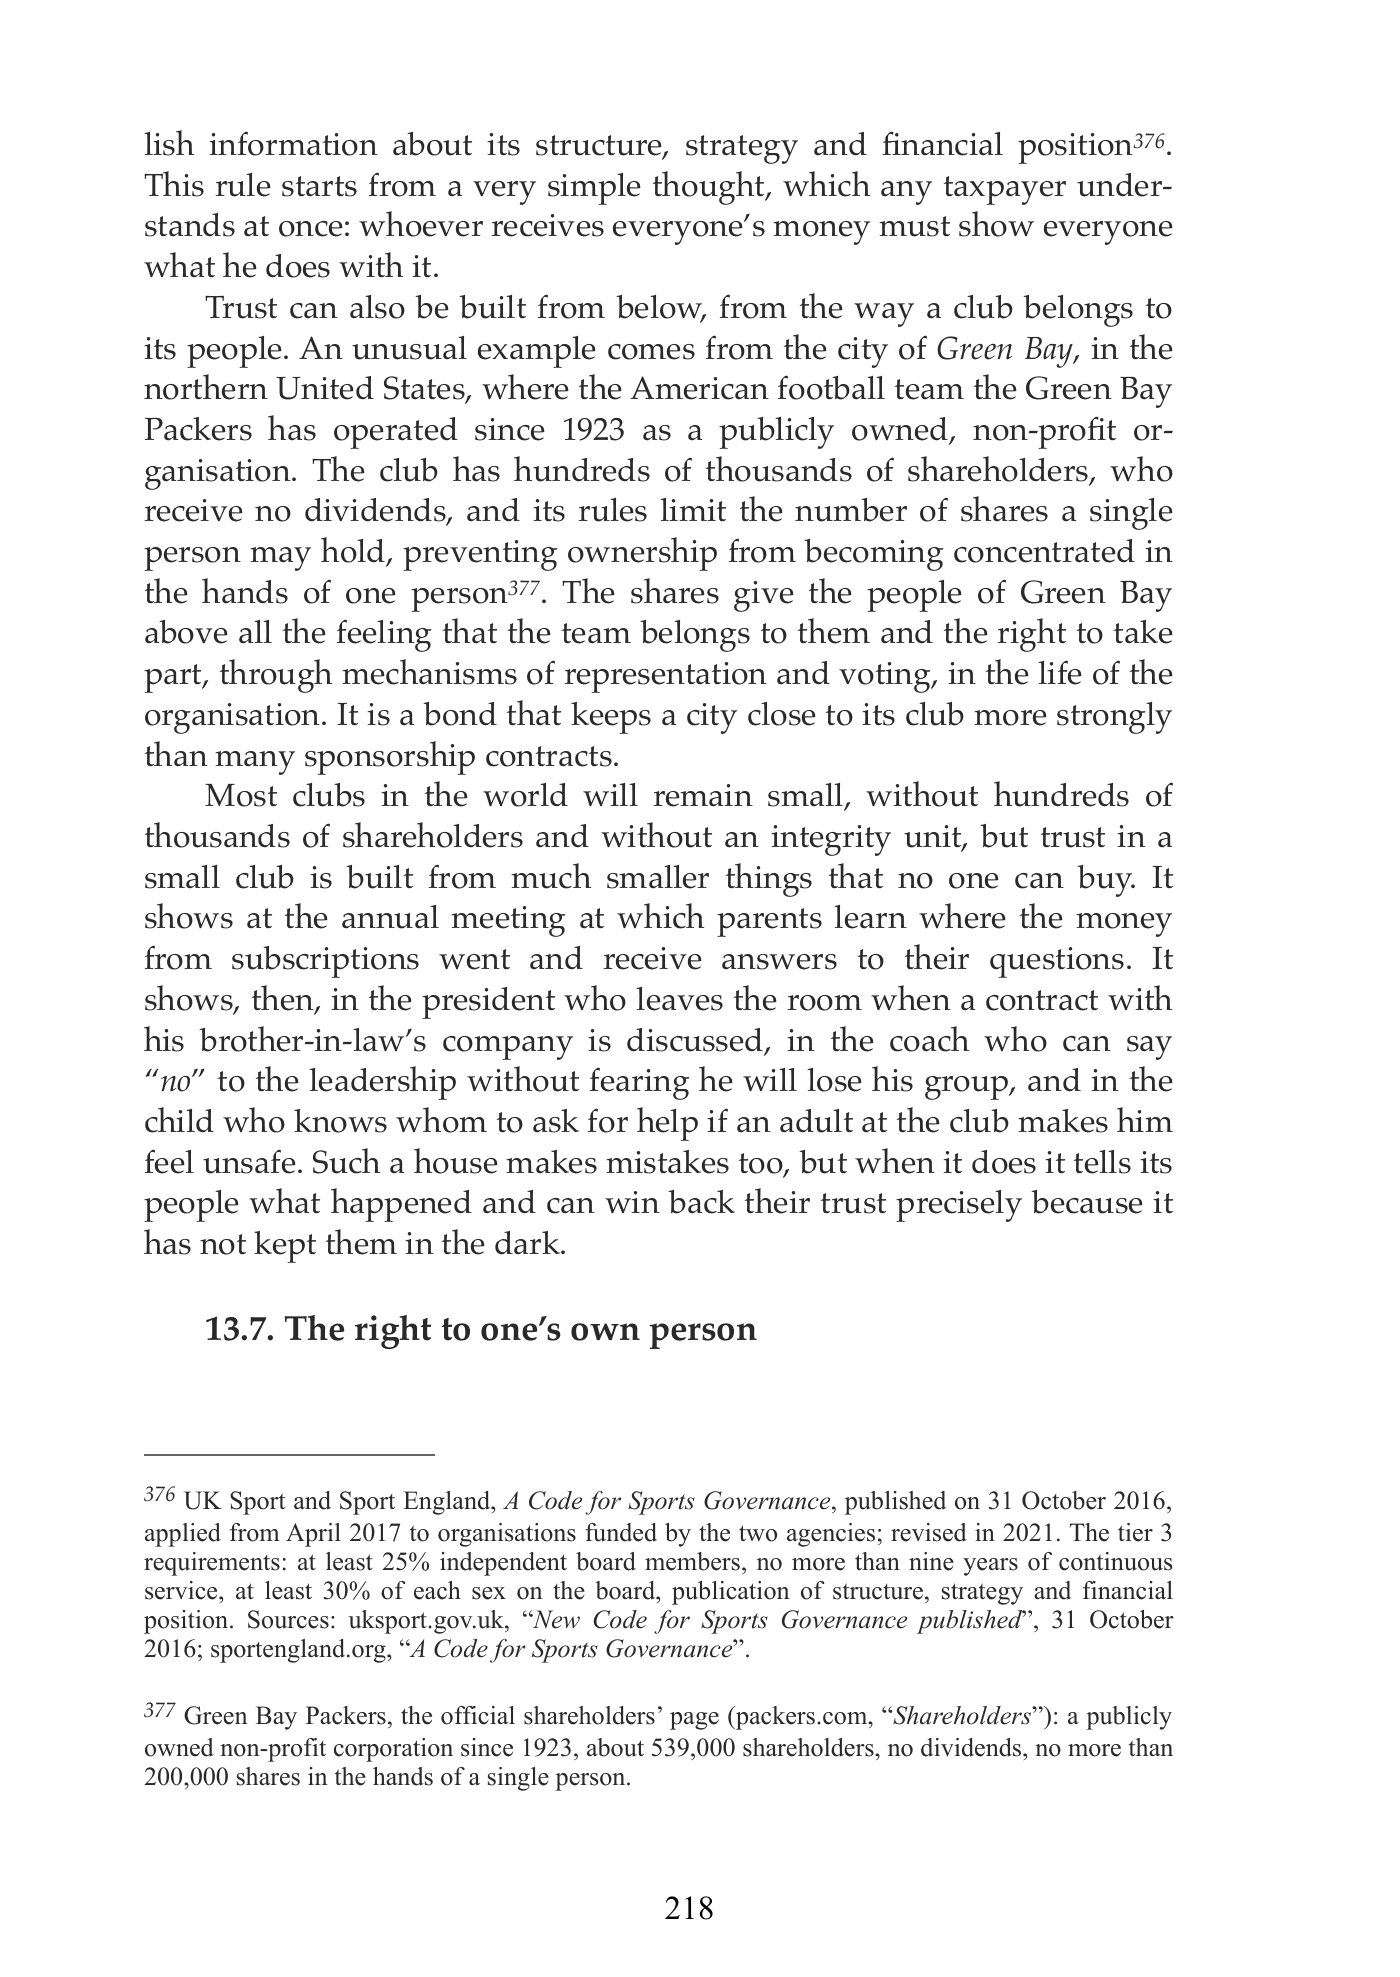 lish information about its structure, strategy and financial position376.
This rule starts from a very simple thought, which any taxpayer under-
stands at once: whoever receives everyone’s money must show everyone
what he does with it.
Trust can also be built from below, from the way a club belongs to
its people. An unusual example comes from the city of Green Bay, in the
northern United States, where the American football team the Green Bay
Packers has operated since 1923 as a publicly owned, non-profit or-
ganisation. The club has hundreds of thousands of shareholders, who
receive no dividends, and its rules limit the number of shares a single
person may hold, preventing ownership from becoming concentrated in
the hands of one person377. The shares give the people of Green Bay
above all the feeling that the team belongs to them and the right to take
part, through mechanisms of representation and voting, in the life of the
organisation. It is a bond that keeps a city close to its club more strongly
than many sponsorship contracts.
Most clubs in the world will remain small, without hundreds of
thousands of shareholders and without an integrity unit, but trust in a
small club is built from much smaller things that no one can buy. It
shows at the annual meeting at which parents learn where the money
from subscriptions went and receive answers to their questions. It
shows, then, in the president who leaves the room when a contract with
his brother-in-law’s company is discussed, in the coach who can say
“no” to the leadership without fearing he will lose his group, and in the
child who knows whom to ask for help if an adult at the club makes him
feel unsafe. Such a house makes mistakes too, but when it does it tells its
people what happened and can win back their trust precisely because it
has not kept them in the dark.
13.7. The right to one’s own person
376 UK Sport and Sport England, A Code for Sports Governance, published on 31 October 2016,
applied from April 2017 to organisations funded by the two agencies; revised in 2021. The tier 3
requirements: at least 25% independent board members, no more than nine years of continuous
service, at least 30% of each sex on the board, publication of structure, strategy and financial
position. Sources: uksport.gov.uk, “New Code for Sports Governance published”, 31 October
2016; sportengland.org, “A Code for Sports Governance”.
377 Green Bay Packers, the official shareholders’ page (packers.com, “Shareholders”): a publicly
owned non-profit corporation since 1923, about 539,000 shareholders, no dividends, no more than
200,000 shares in the hands of a single person.
218